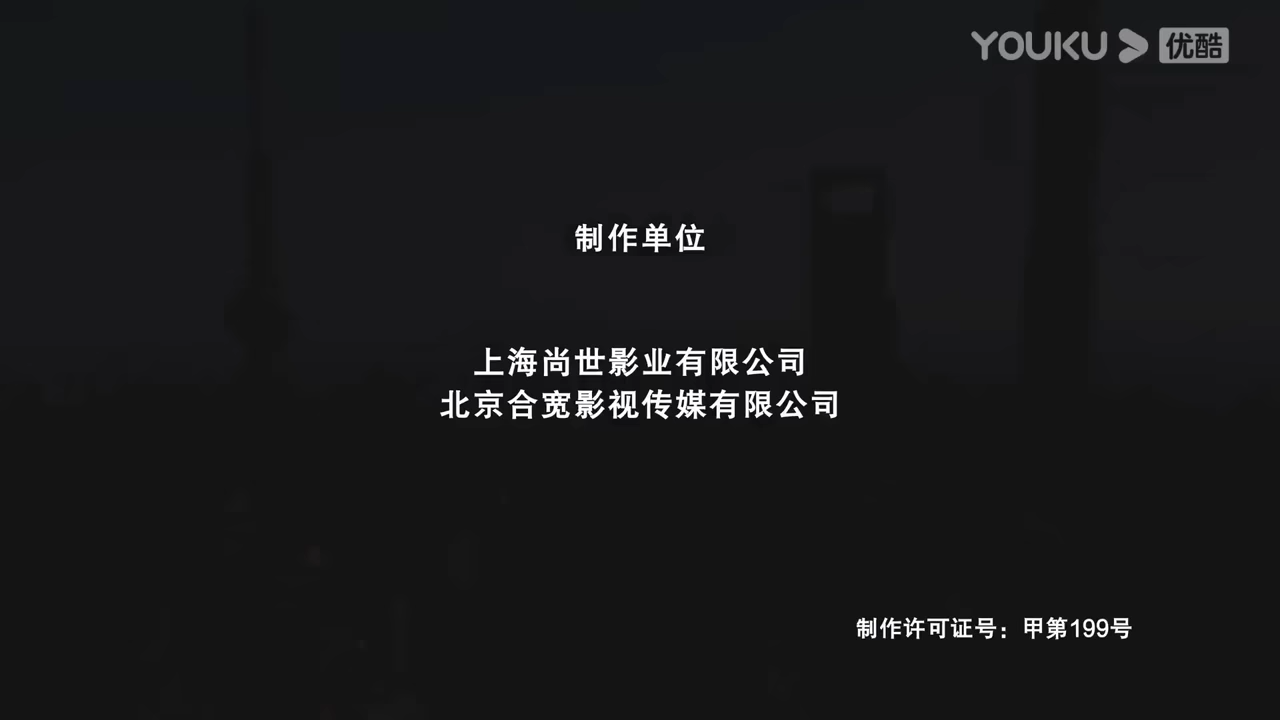 YOUKU 优酷
制作单位
上海尚世影业有限公司
北京合宽影视传媒有限公司
制作许可证号：甲第199号